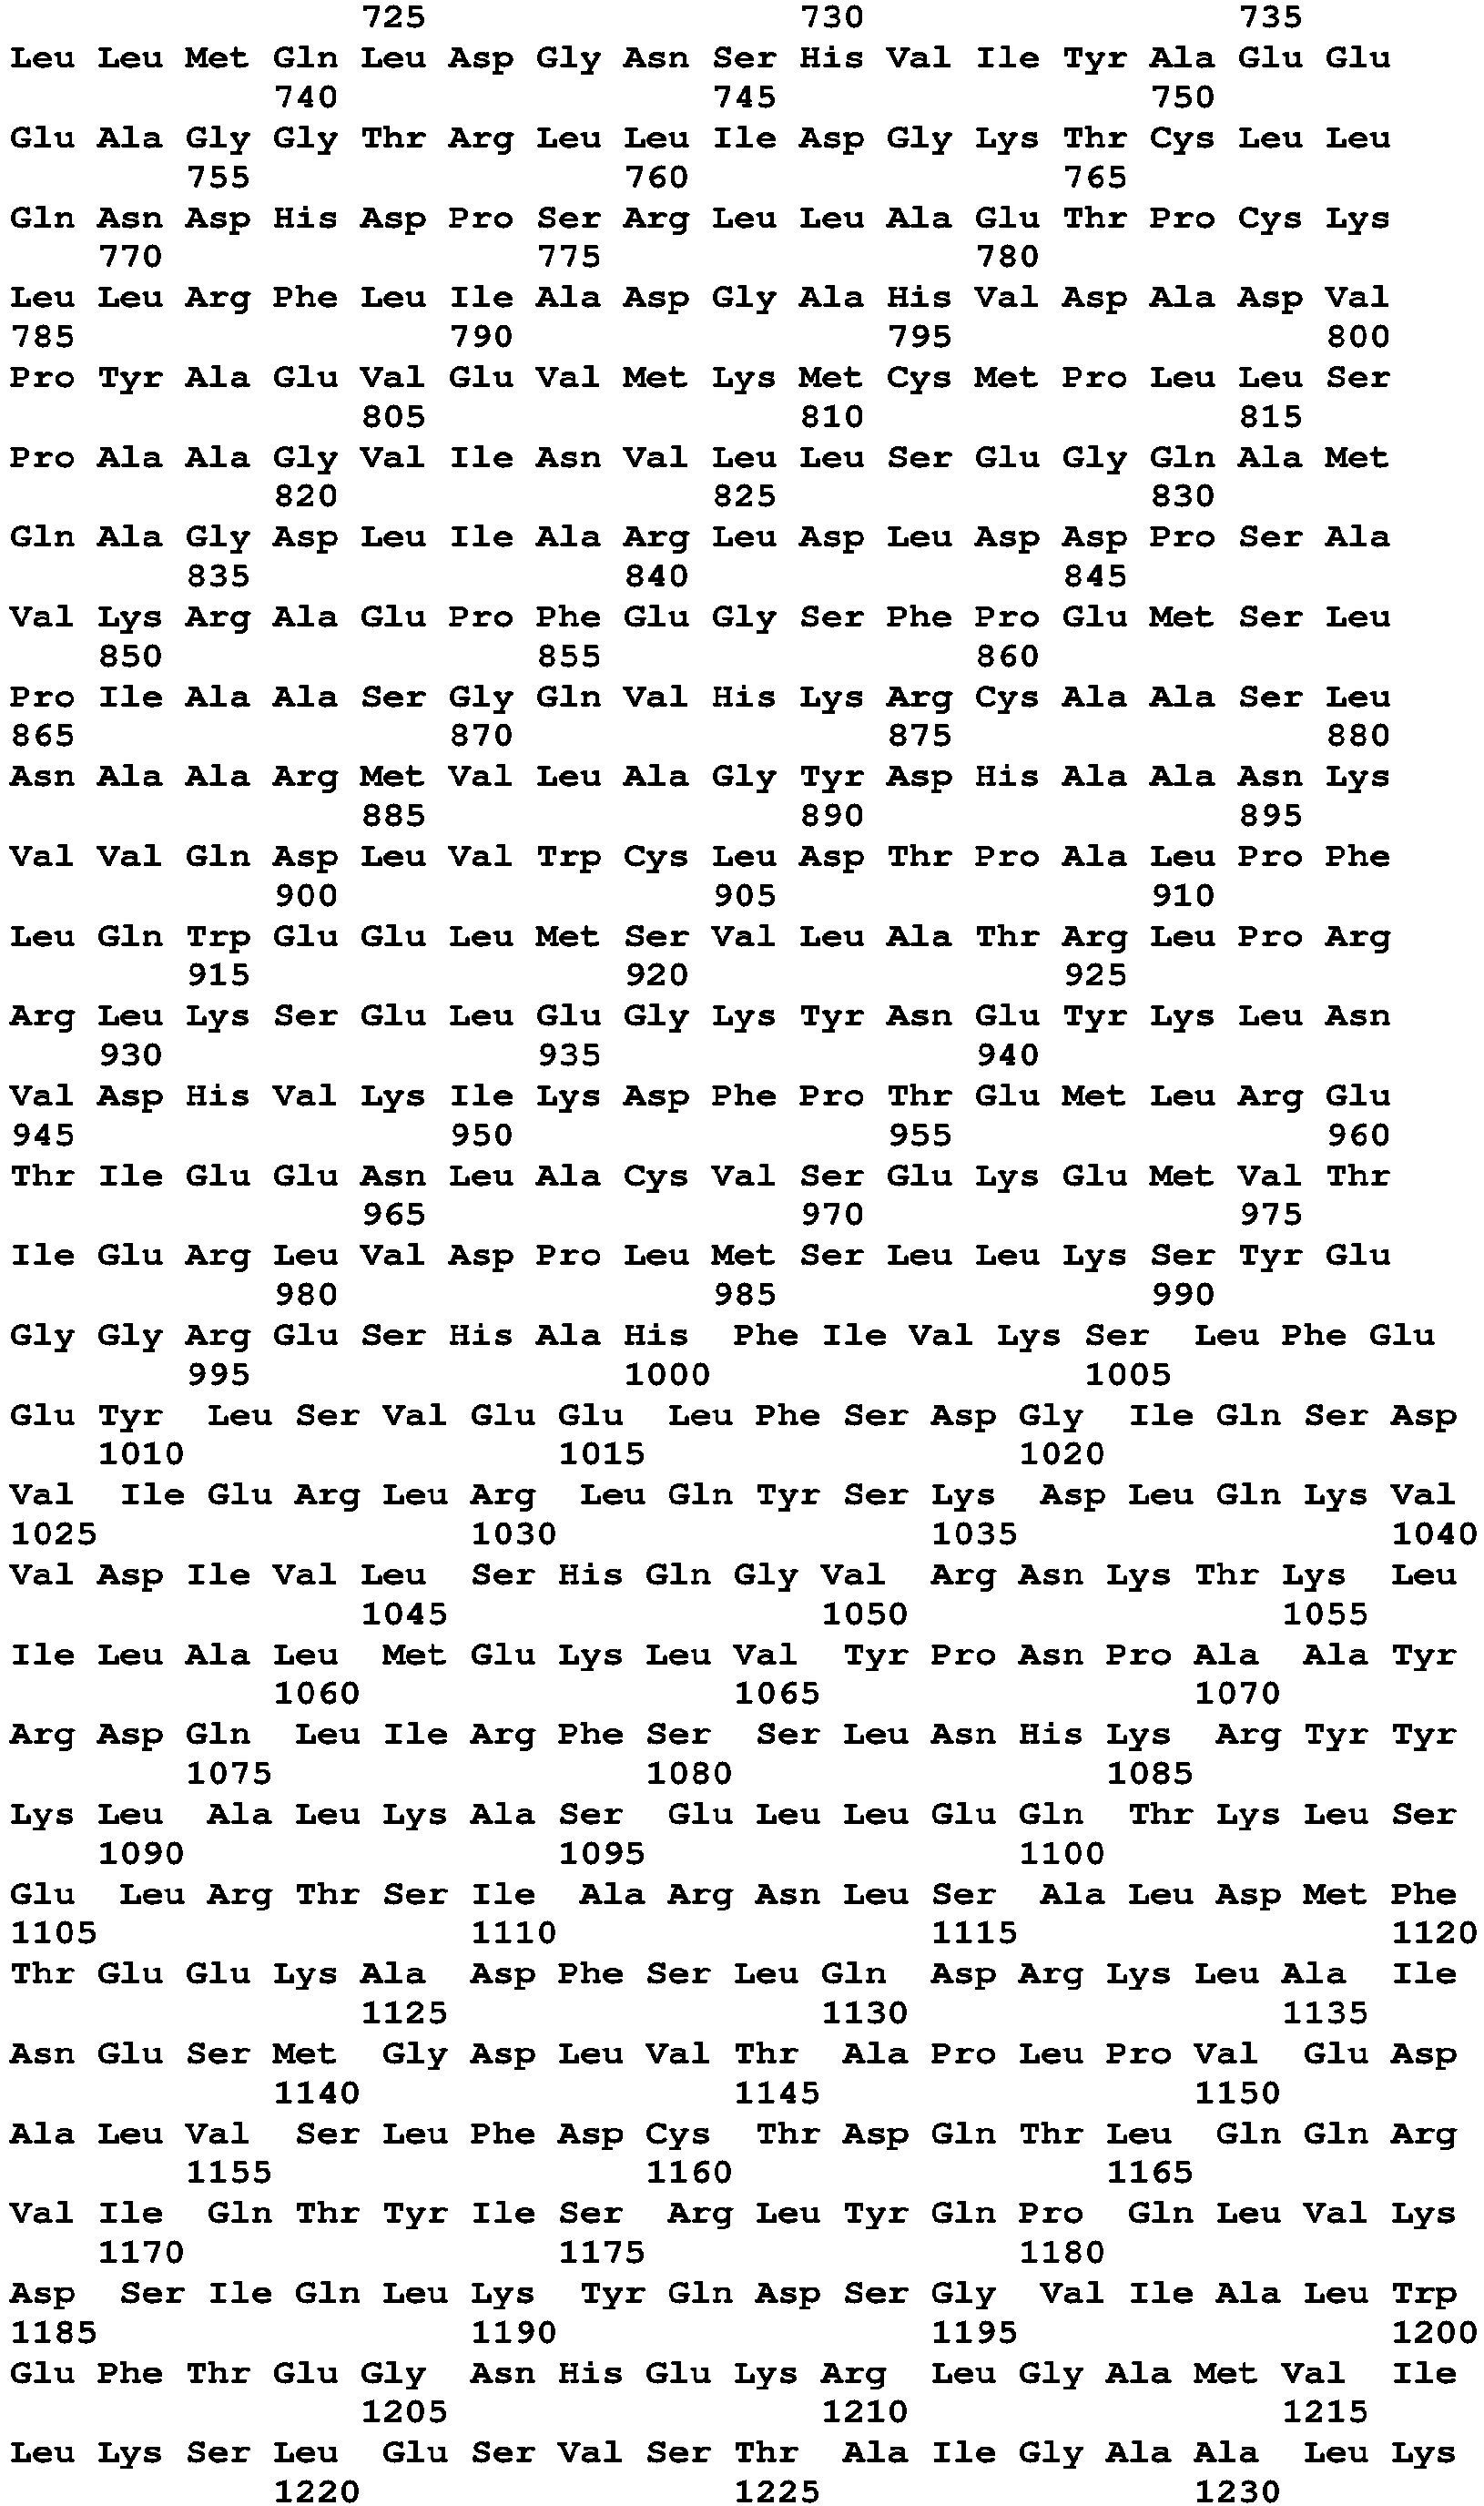 725 730 735
Leu Leu Met Gln Leu Asp Gly Asn Ser His Val Ile Tyr Ala Glu Glu
740 745 750
Glu Ala Gly Gly Thr Arg Leu Leu Ile Asp Gly Lys Thr Cys Leu Leu
755 760 765
Gln Asn Asp His Asp Pro Ser Arg Leu Leu Ala Glu Thr Pro Cys Lys
770 775 780
Leu Leu Arg Phe Leu Ile Ala Asp Gly Ala His Val Asp Ala Asp Val
785 790 795 800
Pro Tyr Ala Glu Val Glu Val Met Lys Met Cys Met Pro Leu Leu Ser
805 810 815
Pro Ala Ala Gly Val Ile Asn Val Leu Leu Ser Glu Gly Gln Ala Met
820 825 830
Gln Ala Gly Asp Leu Ile Ala Arg Leu Asp Leu Asp Asp Pro Ser Ala
835 840 845
Val Lys Arg Ala Glu Pro Phe Glu Gly Ser Phe Pro Glu Met Ser Leu
850 855 860
Pro Ile Ala Ala Ser Gly Gln Val His Lys Arg Cys Ala Ala Ser Leu
865 870 875 880
Asn Ala Ala Arg Met Val Leu Ala Gly Tyr Asp His Ala Ala Asn Lys
885 890 895
Val Val Gln Asp Leu Val Trp Cys Leu Asp Thr Pro Ala Leu Pro Phe
900 905 910
Leu Gln Trp Glu Glu Leu Met Ser Val Leu Ala Thr Arg Leu Pro Arg
915 920 925
Arg Leu Lys Ser Glu Leu Glu Gly Lys Tyr Asn Glu Tyr Lys Leu Asn
930 935 940
Val Asp His Val Lys Ile Lys Asp Phe Pro Thr Glu Met Leu Arg Glu
945 950 955 960
Thr Ile Glu Glu Asn Leu Ala Cys Val Ser Glu Lys Glu Met Val Thr
965 970 975
Ile Glu Arg Leu Val Asp Pro Leu Met Ser Leu Leu Lys Ser Tyr Glu
980 985 990
Gly Gly Arg Glu Ser His Ala His Phe Ile Val Lys Ser Leu Phe Glu
995 1000 1005
Glu Tyr Leu Ser Val Glu Glu Leu Phe Ser Asp Gly Ile Gln Ser Asp
1010 1015 1020
Val Ile Glu Arg Leu Arg Leu Gln Tyr Ser Lys Asp Leu Gln Lys Val
1025 1030 1035 1040
Val Asp Ile Val Leu Ser His Gln Gly Val Arg Asn Lys Thr Lys Leu
1045 1050 1055
Ile Leu Ala Leu Met Glu Lys Leu Val Tyr Pro Asn Pro Ala Ala Tyr
1060 1065 1070
Arg Asp Gln Leu Ile Arg Phe Ser Ser Leu Asn His Lys Arg Tyr Tyr
1075 1080 1085
Lys Leu Ala Leu Lys Ala Ser Glu Leu Leu Glu Gln Thr Lys Leu Ser
1090 1095 1100
Glu Leu Arg Thr Ser Ile Ala Arg Asn Leu Ser Ala Leu Asp Met Phe
1105 1110 1115 1120
Thr Glu Glu Lys Ala Asp Phe Ser Leu Gln Asp Arg Lys Leu Ala Ile
1125 1130 1135
Asn Glu Ser Met Gly Asp Leu Val Thr Ala Pro Leu Pro Val Glu Asp
1140 1145 1150
Ala Leu Val Ser Leu Phe Asp Cys Thr Asp Gln Thr Leu Gln Gln Arg
1155 1160 1165
Val Ile Gln Thr Tyr Ile Ser Arg Leu Tyr Gln Pro Gln Leu Val Lys
1170 1175 1180
Asp Ser Ile Gln Leu Lys Tyr Gln Asp Ser Gly Val Ile Ala Leu Trp
1185 1190 1195 1200
Glu Phe Thr Glu Gly Asn His Glu Lys Arg Leu Gly Ala Met Val Ile
1205 1210 1215
Leu Lys Ser Leu Glu Ser Val Ser Thr Ala Ile Gly Ala Ala Leu Lys
1220 1225 1230